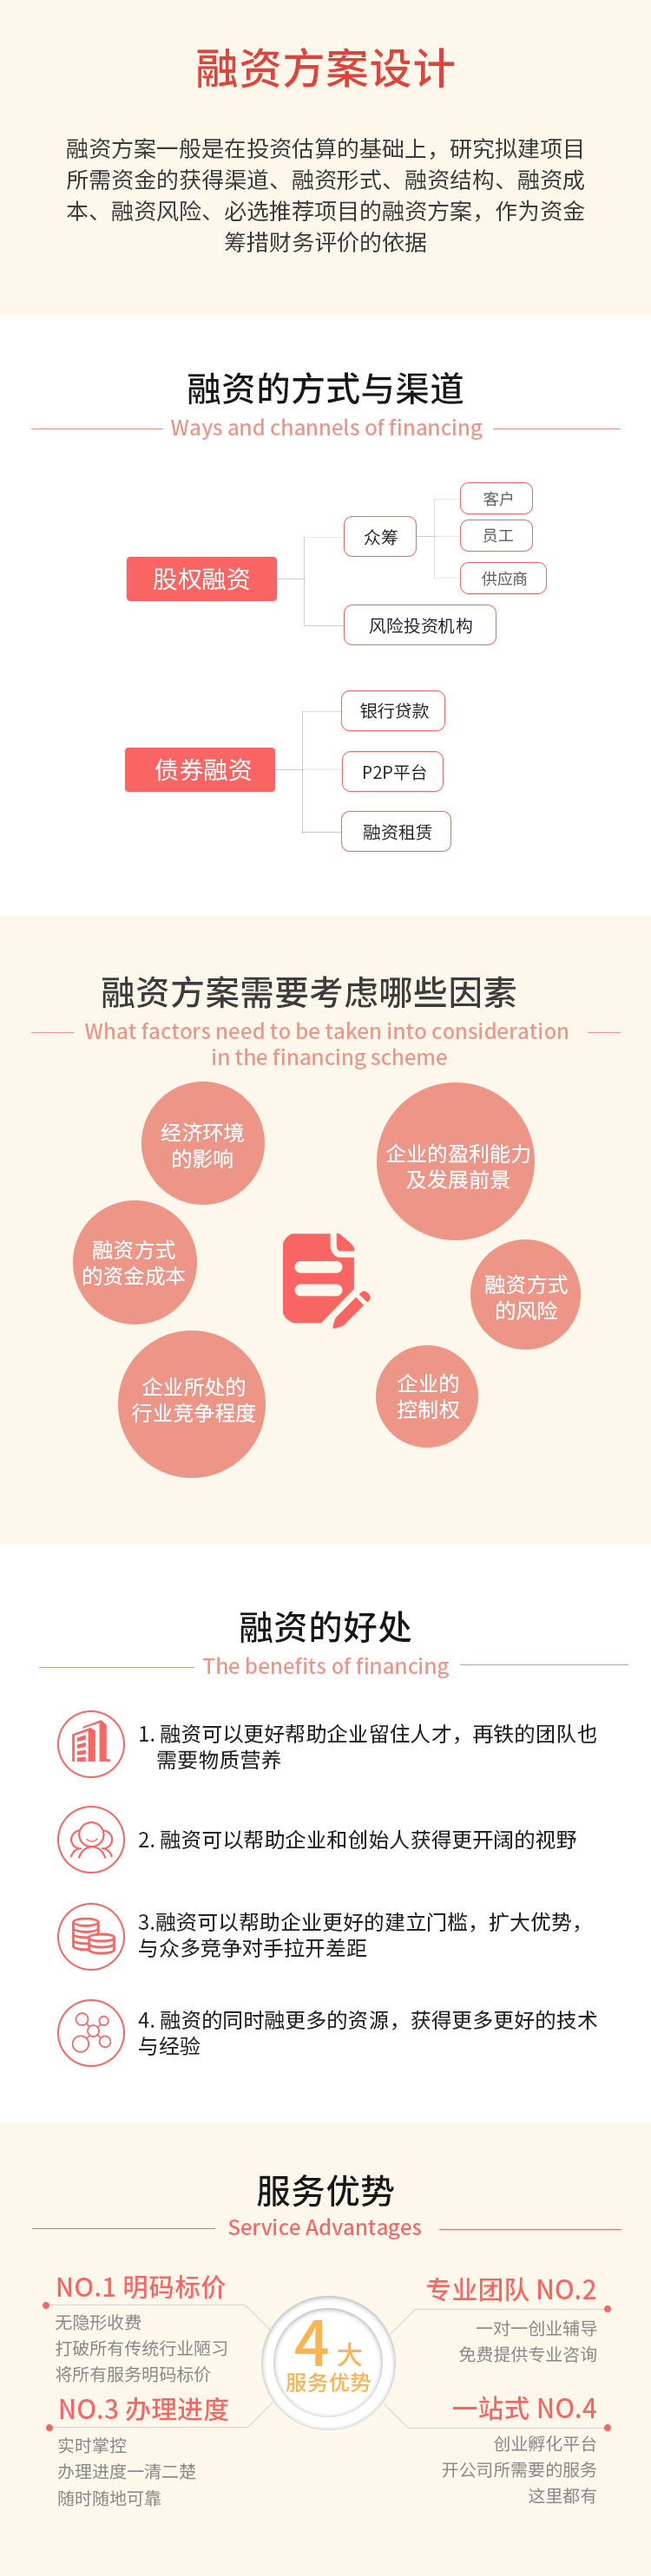 融资方案设计
融资方案一般是在投资估算的基础上，研究拟建项目
所需资金的获得渠道、融资形式、融资结构、融资成
本、融资风险、必选推荐项目的融资方案，作为资金
筹措财务评价的依据
融资的方式与渠道
Ways and channels of financing
股权融资
众筹
客户
员工
供应商
风险投资机构
债券融资
银行贷款
P2P平台
融资租赁
融资方案需要考虑哪些因素
What factors need to be taken into consideration
in the financing scheme
经济环境
的影响
企业的盈利能力
及发展前景
融资方式
的资金成本
融资方式
的风险
企业所处的
行业竞争程度
企业的
控制权
融资的好处
The benefits of financing
1. 融资可以更好帮助企业留住人才，再铁的团队也
需要物质营养
2. 融资可以帮助企业和创始人获得更开阔的视野
3.融资可以帮助企业更好的建立门槛，扩大优势，
与众多竞争对手拉开差距
4. 融资的同时融更多的资源，获得更多更好的技术
与经验
服务优势
Service Advantages
NO.1 明码标价
无隐形收费
打破所有传统行业陋习
将所有服务明码标价
专业团队 NO.2
一对一创业辅导
免费提供专业咨询
4大
服务优势
NO.3 办理进度
实时掌控
办理进度一清二楚
随时随地可靠
一站式 NO.4
创业孵化平台
开公司所需要的服务
这里都有